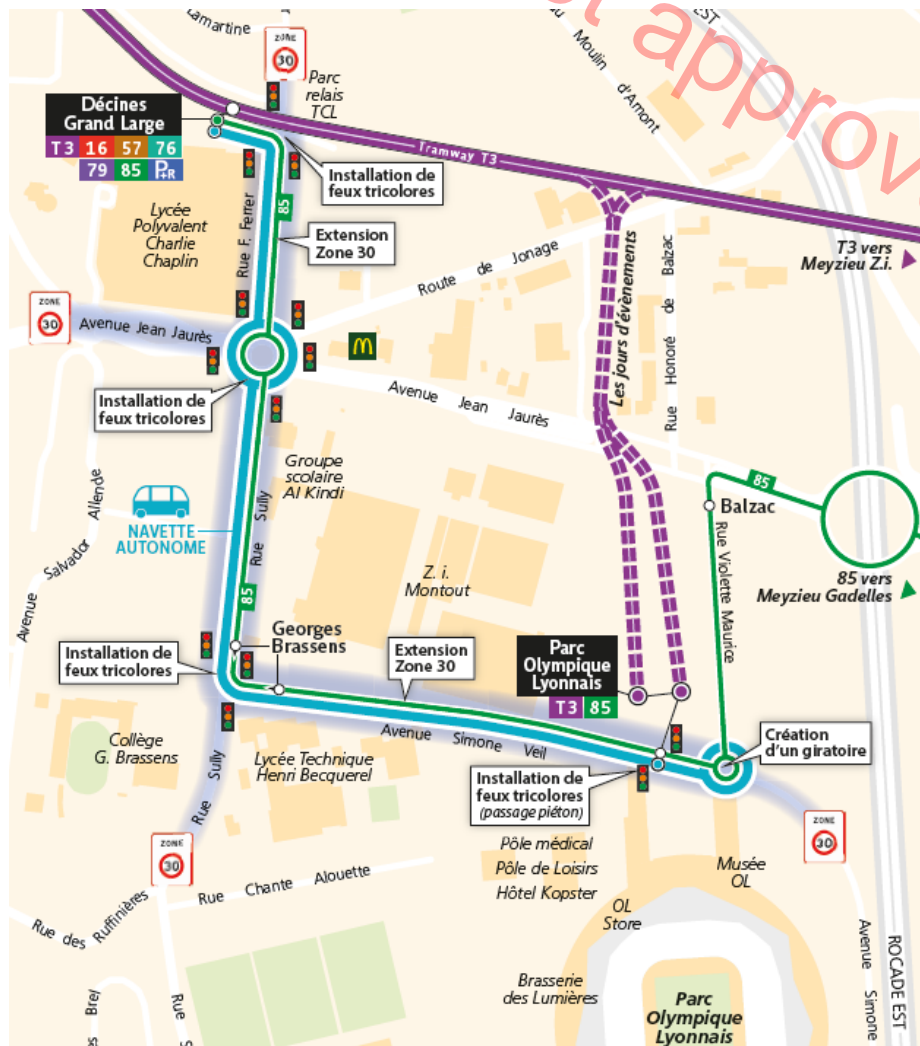 Lamartine
ZONE
30
Parc
relais
TCL
EST
du Moulin
d'Amont
t approv
Décines
Grand Large
T3 16 57 76
79 85 P+R
Tramway T3
Installation de
feux tricolores
Lycée
Polyvalent
Charlie
Chaplin
Rue F. Ferrer
85
Extension
Zone 30
Route de Jonage
Rue Honoré de Balzac
T3 vers
Meyzieu Z.i.
Les jours d'évènements
ZONE
30
Avenue Jean Jaurès
M
Installation de
feux tricolores
Avenue Jean Jaurès
Groupe
scolaire
Al Kindi
85
Balzac
Avenue Salvador Allende
NAVETTE
AUTONOME
Rue Sully
85
Z. i.
Montout
Rue Violette Maurice
85 vers
Meyzieu Gadelles
Georges
Brassens
Installation de
feux tricolores
Extension
Zone 30
Parc
Olympique
Lyonnais
T3 85
Collège
G. Brassens
Rue Sully
Lycée Technique
Henri Becquerel
Avenue Simone Veil
Création
d'un giratoire
Installation de
feux tricolores
(passage piéton)
ZONE
30
ZONE
30
Pôle médical
Pôle de Loisirs
Hôtel Kopster
Musée
OL
Rue des Ruffinières
Rue Chante Alouette
OL
Store
Brasserie
des Lumières
Parc
Olympique
Lyonnais
Avenue Simone
ROCADE EST
Brel
Rue